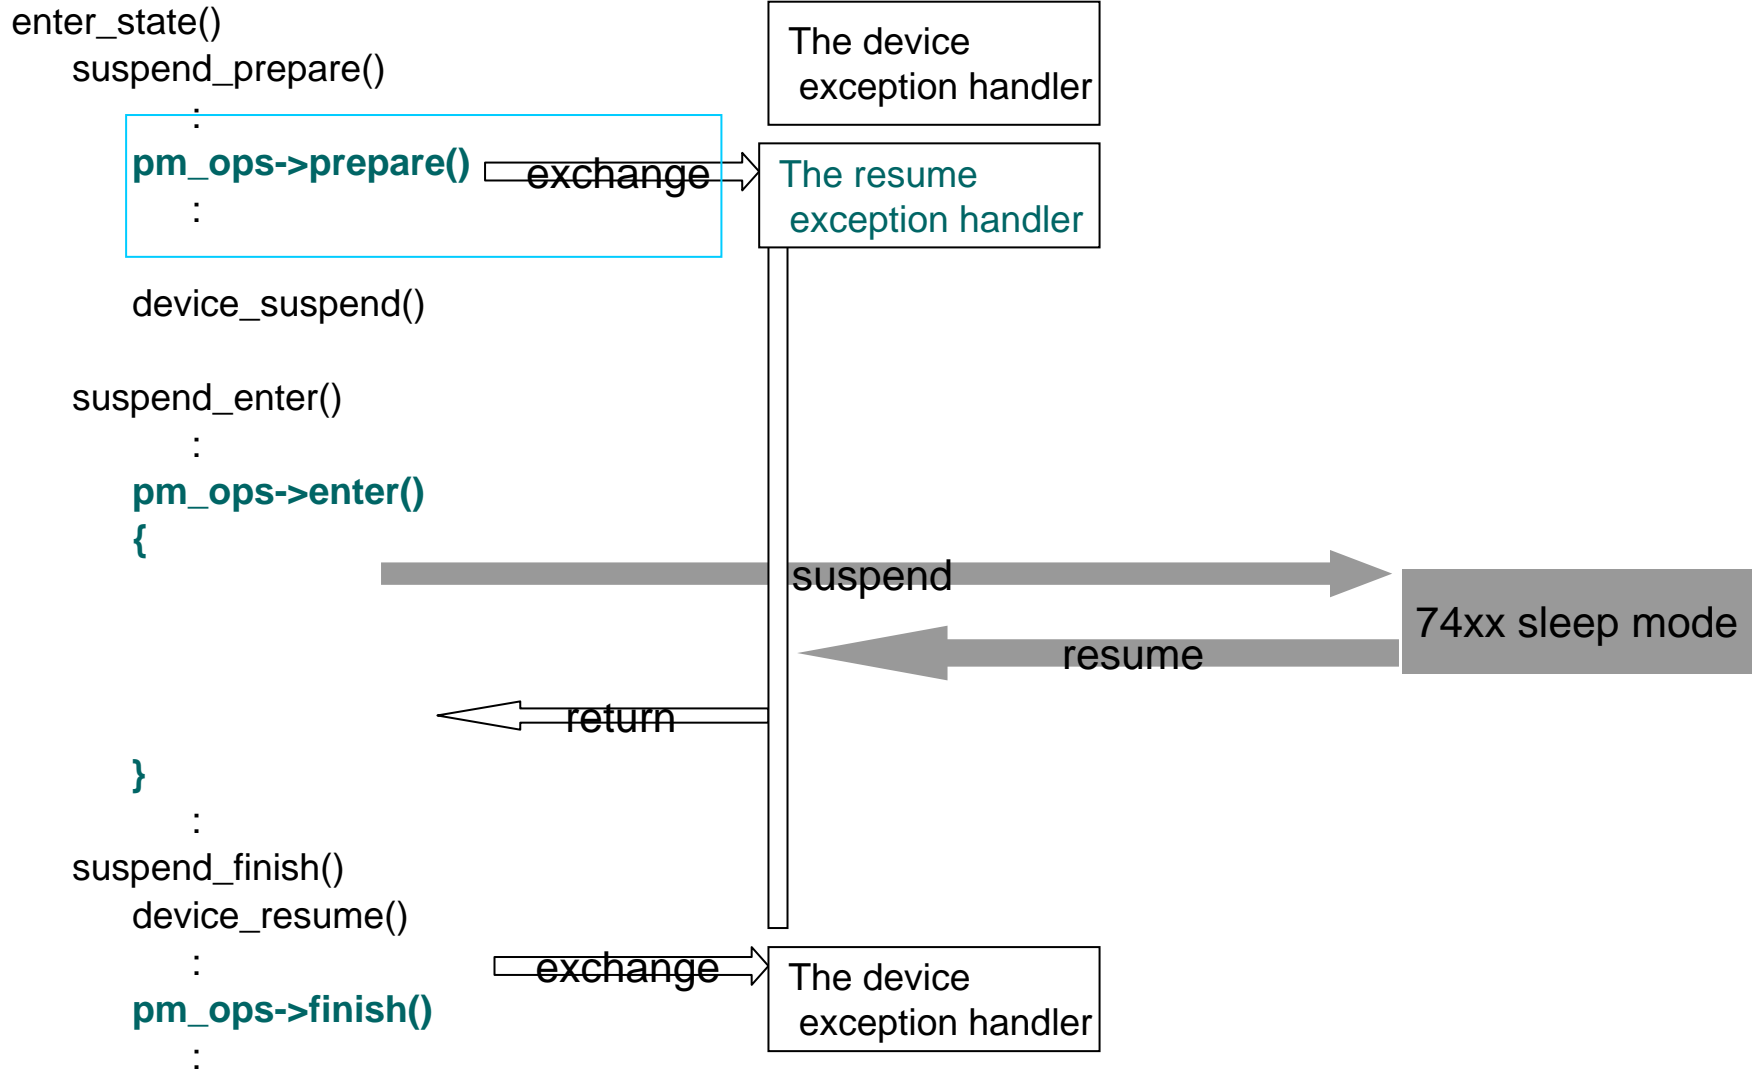 enter_state()
The device
exception handler
suspend_prepare()
:
pm_ops->prepare()
exchange
The resume
exception handler
:
device_suspend()
suspend_enter()
:
pm_ops->enter()
{
suspend
74xx sleep mode
resume
return
}
:
suspend_finish()
device_resume()
:
exchange
The device
exception handler
pm_ops->finish()
: